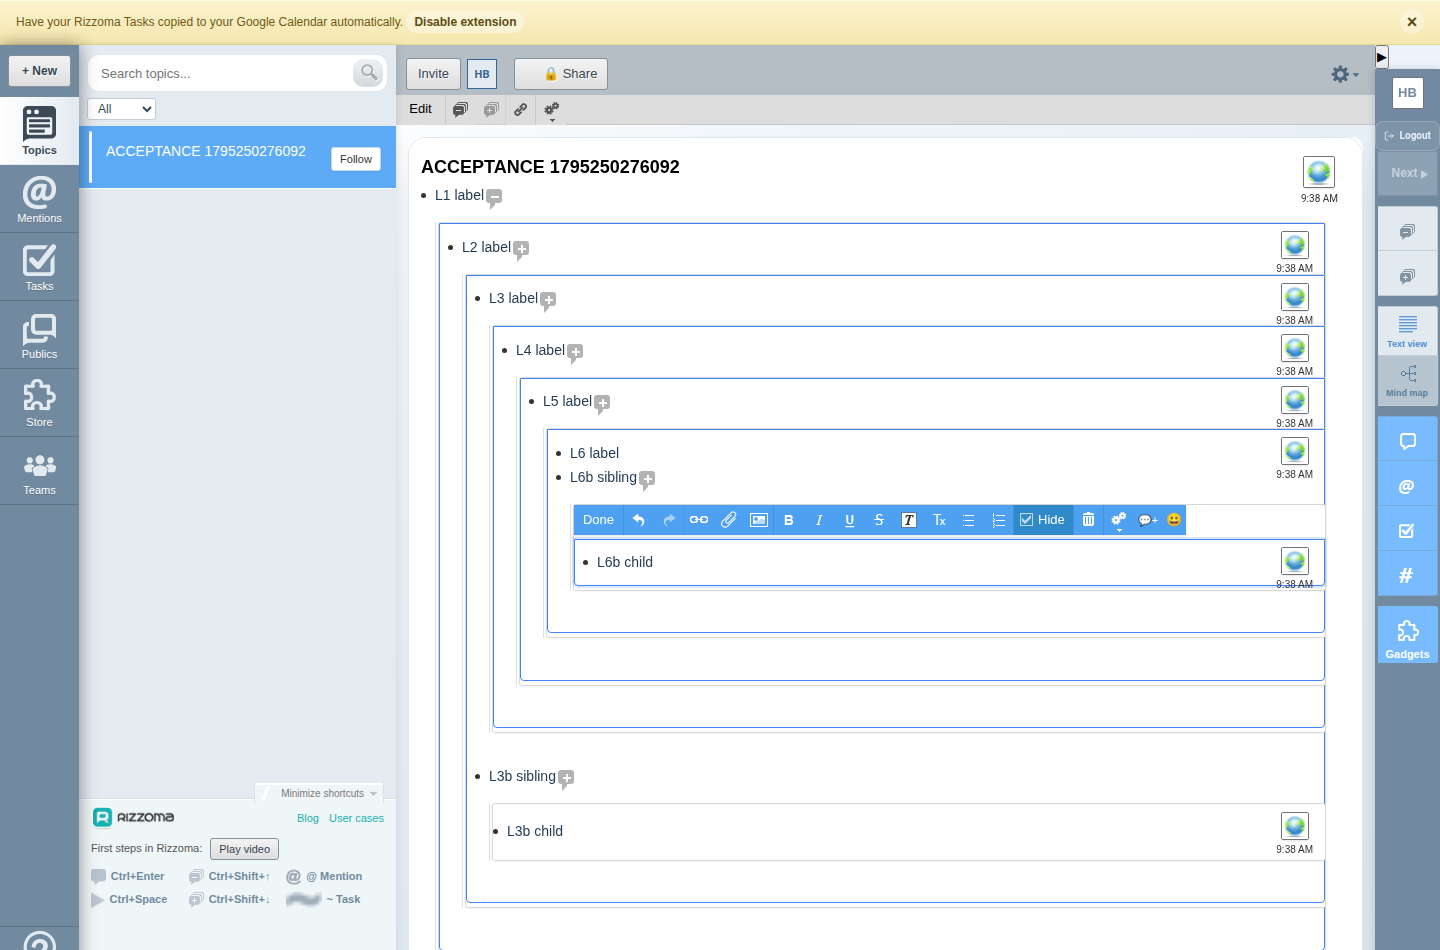 Have your Rizzoma Tasks copied to your Google Calendar automatically. Disable extension ×
+ New
Topics
Mentions
Tasks
Publics
Store
Teams
Search topics...
All
ACCEPTANCE 1795250276092
Follow
Minimize shortcuts
RIZZOMA Blog User cases
First steps in Rizzoma: Play video
Ctrl+Enter Ctrl+Shift+↑ @ Mention
Ctrl+Space Ctrl+Shift+↓ ~ Task
Invite HB Share
Edit
ACCEPTANCE 1795250276092
9:38 AM
L1 label
L2 label
9:38 AM
L3 label
9:38 AM
L4 label
9:38 AM
L5 label
9:38 AM
L6 label
9:38 AM
L6b sibling
Done B I U S T Tx Hide
L6b child
9:38 AM
L3b sibling
L3b child
9:38 AM
HB
Logout
Next ▶
Text view
Mind map
@
#
Gadgets